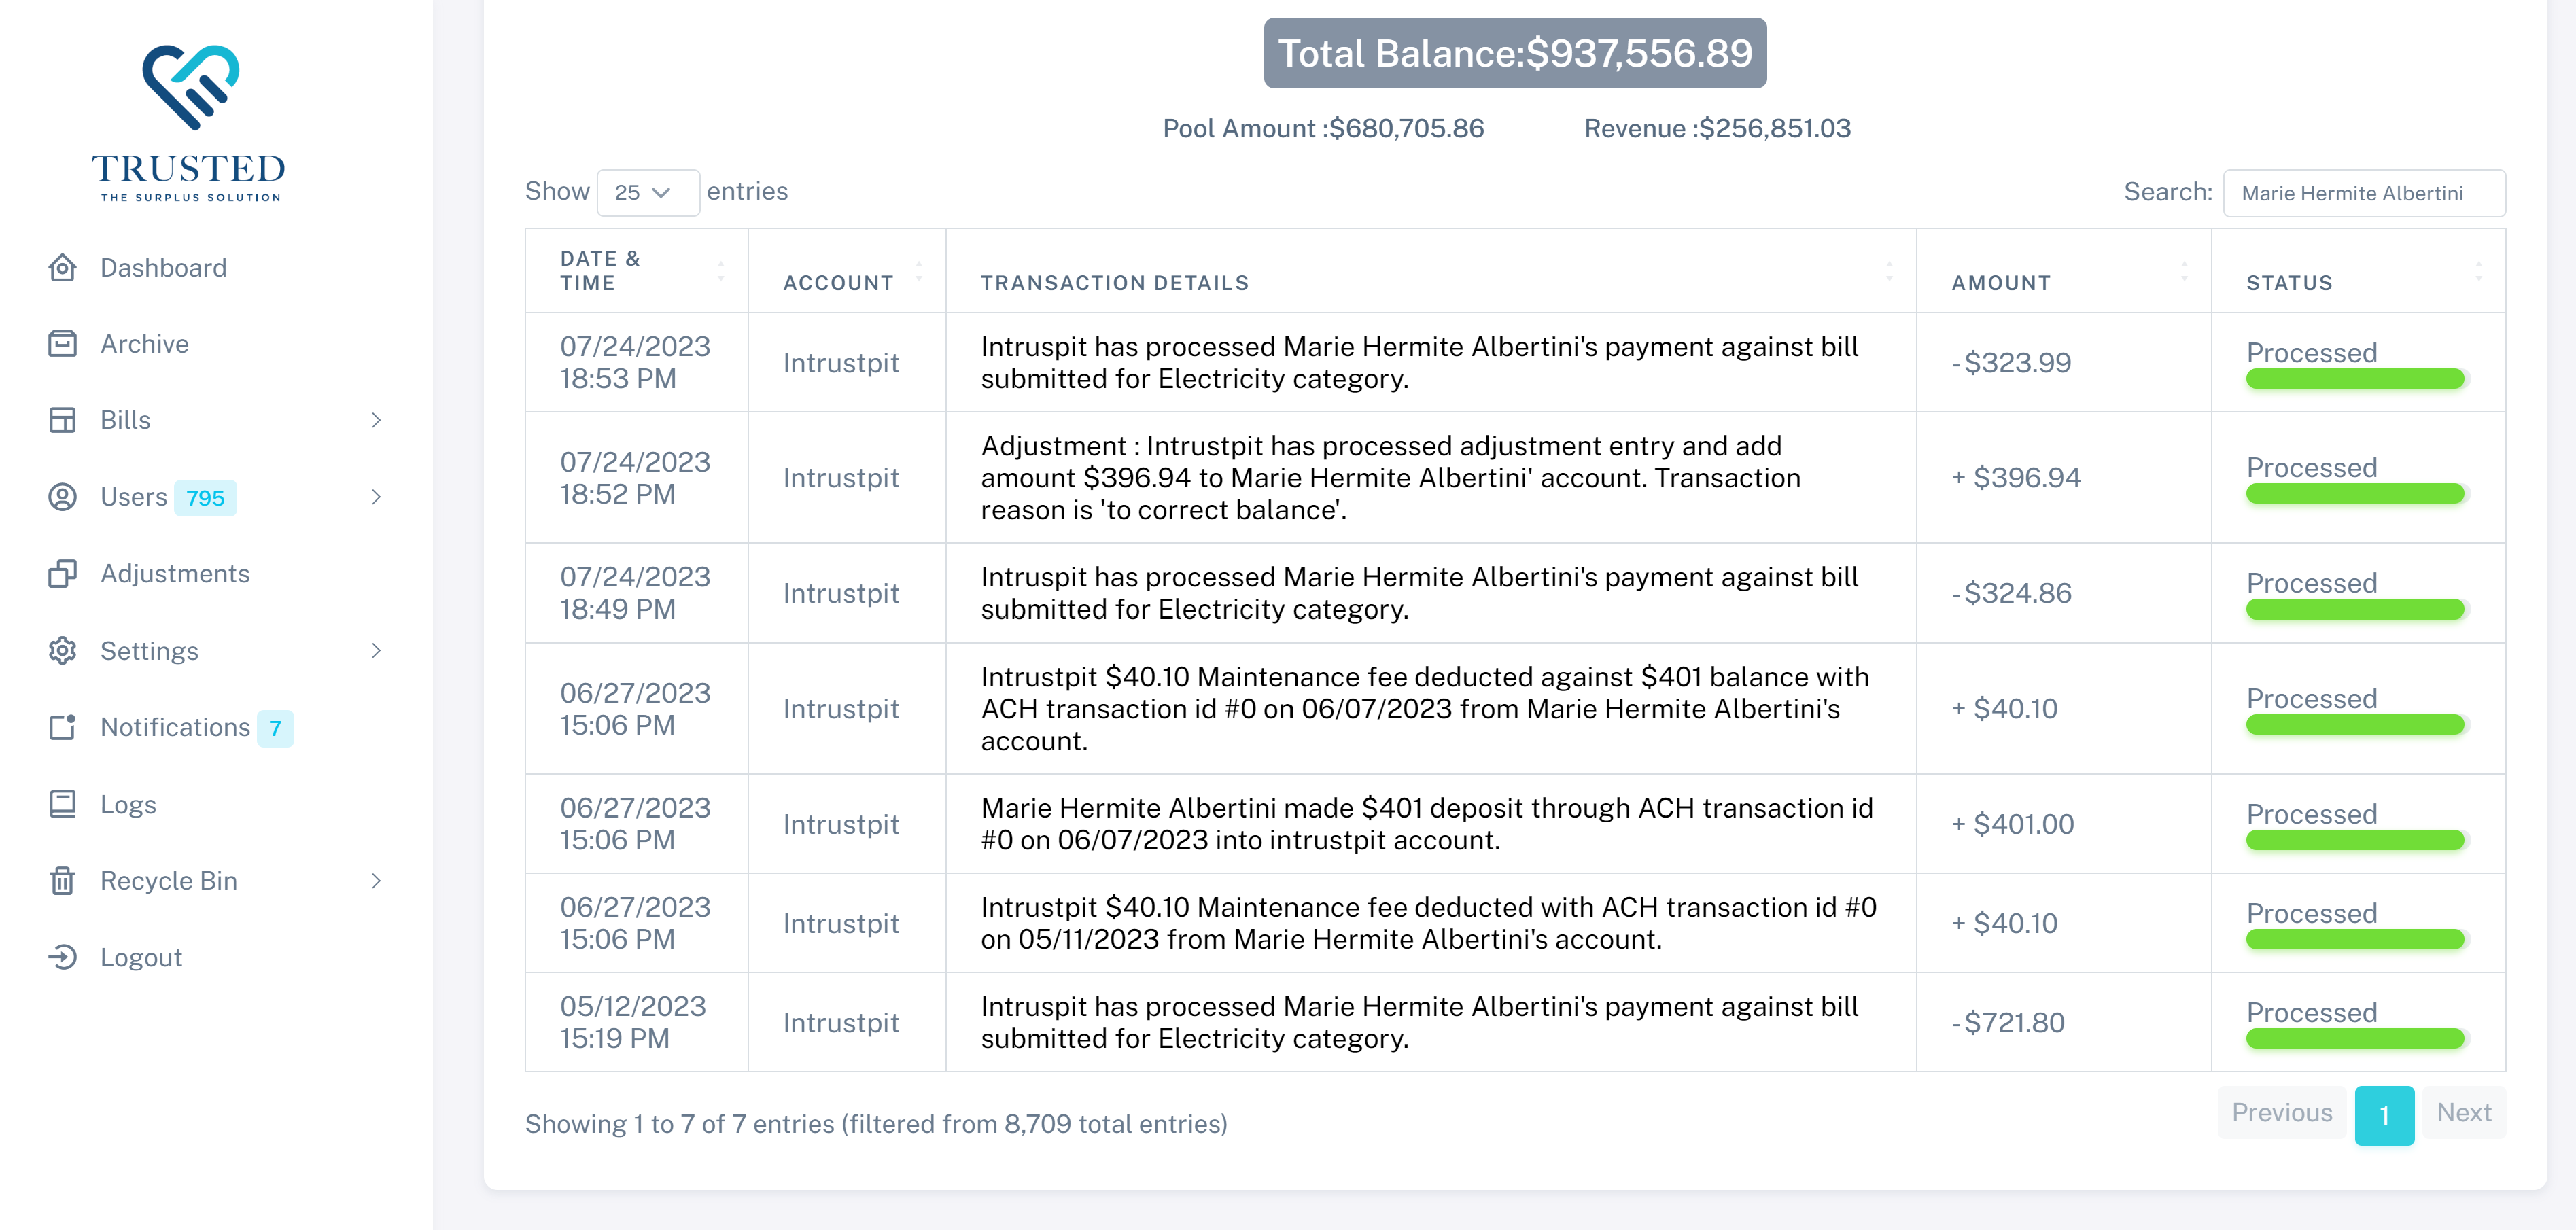 TRUSTED
THE SURPLUS SOLUTION
Dashboard
Archive
Bills
Users 795
Adjustments
Settings
Notifications 7
Logs
Recycle Bin
Logout
Total Balance:$937,556.89
Pool Amount :$680,705.86 Revenue :$256,851.03
Show 25 entries
Search: Marie Hermite Albertini
DATE & TIME ACCOUNT TRANSACTION DETAILS AMOUNT STATUS
07/24/2023
18:53 PM
Intrustpit
Intruspit has processed Marie Hermite Albertini's payment against bill
submitted for Electricity category.
-$323.99
Processed
07/24/2023
18:52 PM
Intrustpit
Adjustment : Intrustpit has processed adjustment entry and add
amount $396.94 to Marie Hermite Albertini' account. Transaction
reason is 'to correct balance'.
+ $396.94
Processed
07/24/2023
18:49 PM
Intrustpit
Intruspit has processed Marie Hermite Albertini's payment against bill
submitted for Electricity category.
-$324.86
Processed
06/27/2023
15:06 PM
Intrustpit
Intrustpit $40.10 Maintenance fee deducted against $401 balance with
ACH transaction id #0 on 06/07/2023 from Marie Hermite Albertini's
account.
+ $40.10
Processed
06/27/2023
15:06 PM
Intrustpit
Marie Hermite Albertini made $401 deposit through ACH transaction id
#0 on 06/07/2023 into intrustpit account.
+ $401.00
Processed
06/27/2023
15:06 PM
Intrustpit
Intrustpit $40.10 Maintenance fee deducted with ACH transaction id #0
on 05/11/2023 from Marie Hermite Albertini's account.
+ $40.10
Processed
05/12/2023
15:19 PM
Intrustpit
Intruspit has processed Marie Hermite Albertini's payment against bill
submitted for Electricity category.
-$721.80
Processed
Showing 1 to 7 of 7 entries (filtered from 8,709 total entries)
Previous 1 Next